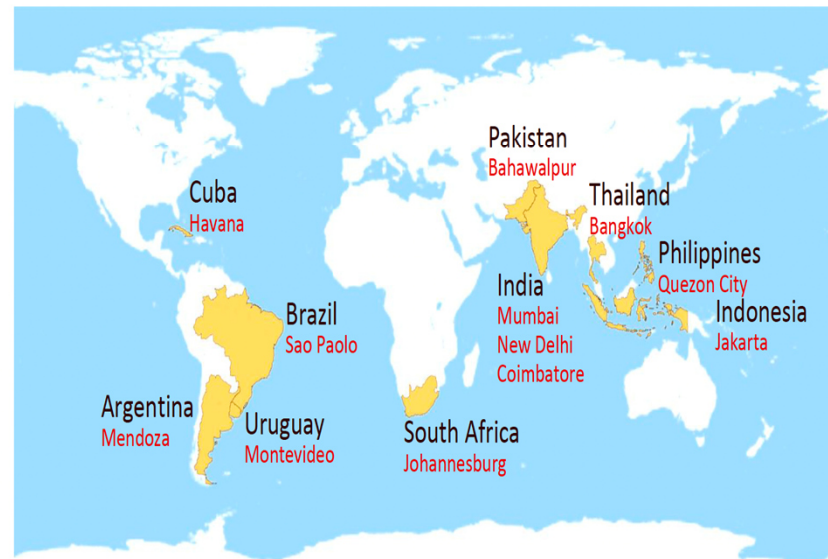 Pakistan
Bahawalpur
Cuba
Havana
Thailand
Bangkok
Philippines
Quezon City
India
Mumbai
New Delhi
Coimbatore
Indonesia
Jakarta
Brazil
Sao Paolo
Argentina
Mendoza
Uruguay
Montevideo
South Africa
Johannesburg